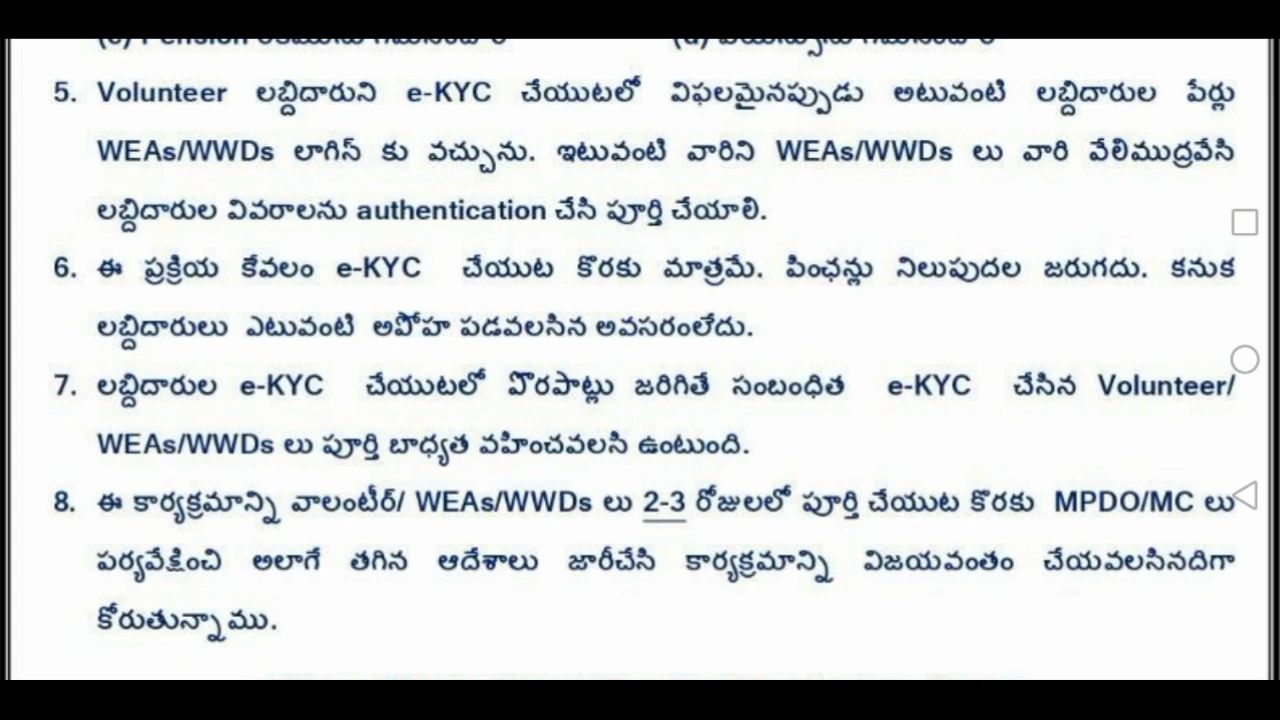 5. Volunteer లబ్ధిదారుని e-KYC చేయుటలో విఫలమైనప్పుడు అటువంటి లబ్ధిదారుల పేర్లు
WEAs/WWDs లాగిన్ కు వచ్చును. ఇటువంటి వారిని WEAs/WWDs లు వారి వేలిముద్రవేసి
లబ్ధిదారుల వివరాలను authentication చేసి పూర్తి చేయాలి.
6. ఈ ప్రక్రియ కేవలం e-KYC చేయుట కొరకు మాత్రమే. పింఛన్లు నిలుపుదల జరుగదు. కనుక
లబ్ధిదారులు ఎటువంటి అపోహ పడవలసిన అవసరంలేదు.
7. లబ్ధిదారుల e-KYC చేయుటలో పొరపాట్లు జరిగితే సంబంధిత e-KYC చేసిన Volunteer/
WEAs/WWDs లు పూర్తి బాధ్యత వహించవలసి ఉంటుంది.
8. ఈ కార్యక్రమాన్ని వాలంటీర్/ WEAs/WWDs లు 2-3 రోజులలో పూర్తి చేయుట కొరకు MPDO/MC లు
పర్యవేక్షించి అలాగే తగిన ఆదేశాలు జారీచేసి కార్యక్రమాన్ని విజయవంతం చేయవలసినదిగా
కోరుతున్నాము.